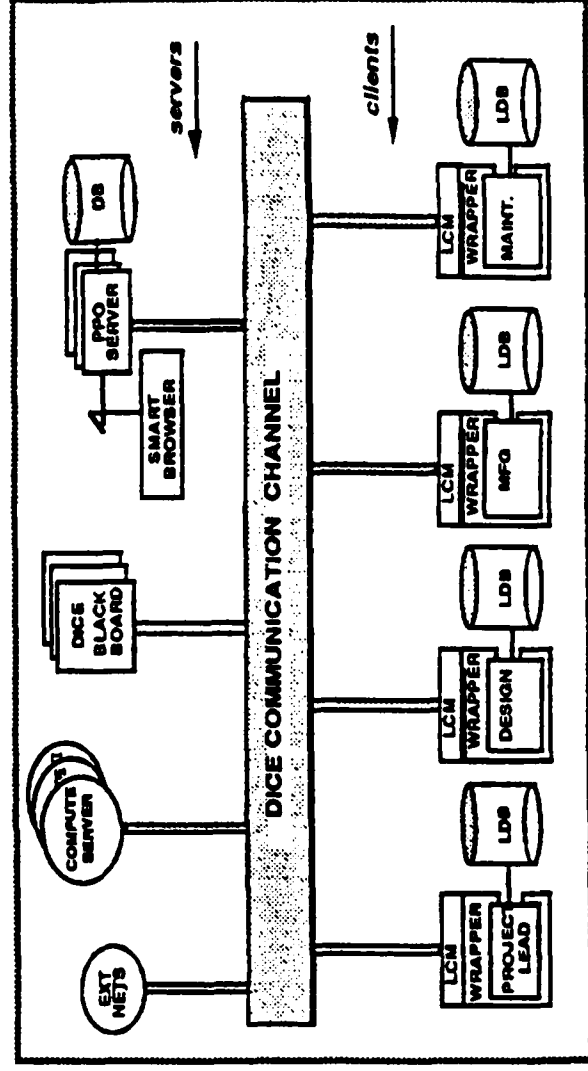 EXT
NETS
COMPUTE
SERVER
DICE
BLACK
BOARD
SMART
BROWSER
PPO
SERVER
DB
servers
DICE COMMUNICATION CHANNEL
clients
LCM
WRAPPER
PROJECT
LEAD
LDB
LCM
WRAPPER
DESIGN
LDB
LCM
WRAPPER
MFG
LDB
LCM
WRAPPER
MAINT.
LDB